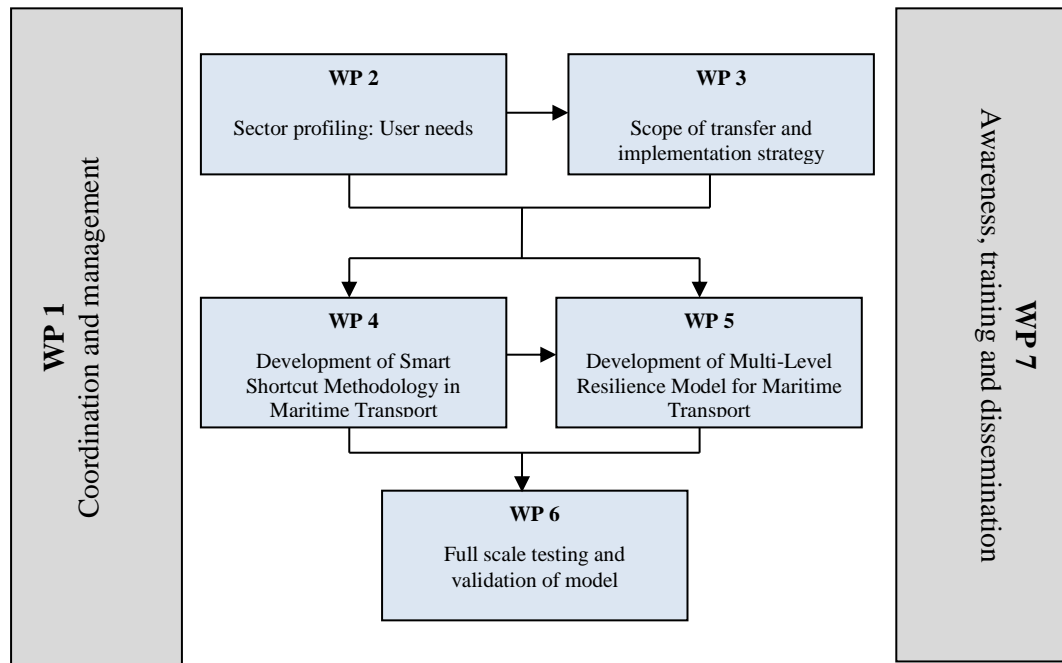 WP 1
Coordination and management
WP 2
Sector profiling: User needs
WP 3
Scope of transfer and
implementation strategy
WP 4
Development of Smart
Shortcut Methodology in
Maritime Transport
WP 5
Development of Multi-Level
Resilience Model for Maritime
Transport
WP 6
Full scale testing and
validation of model
WP 7
Awareness, training and dissemination